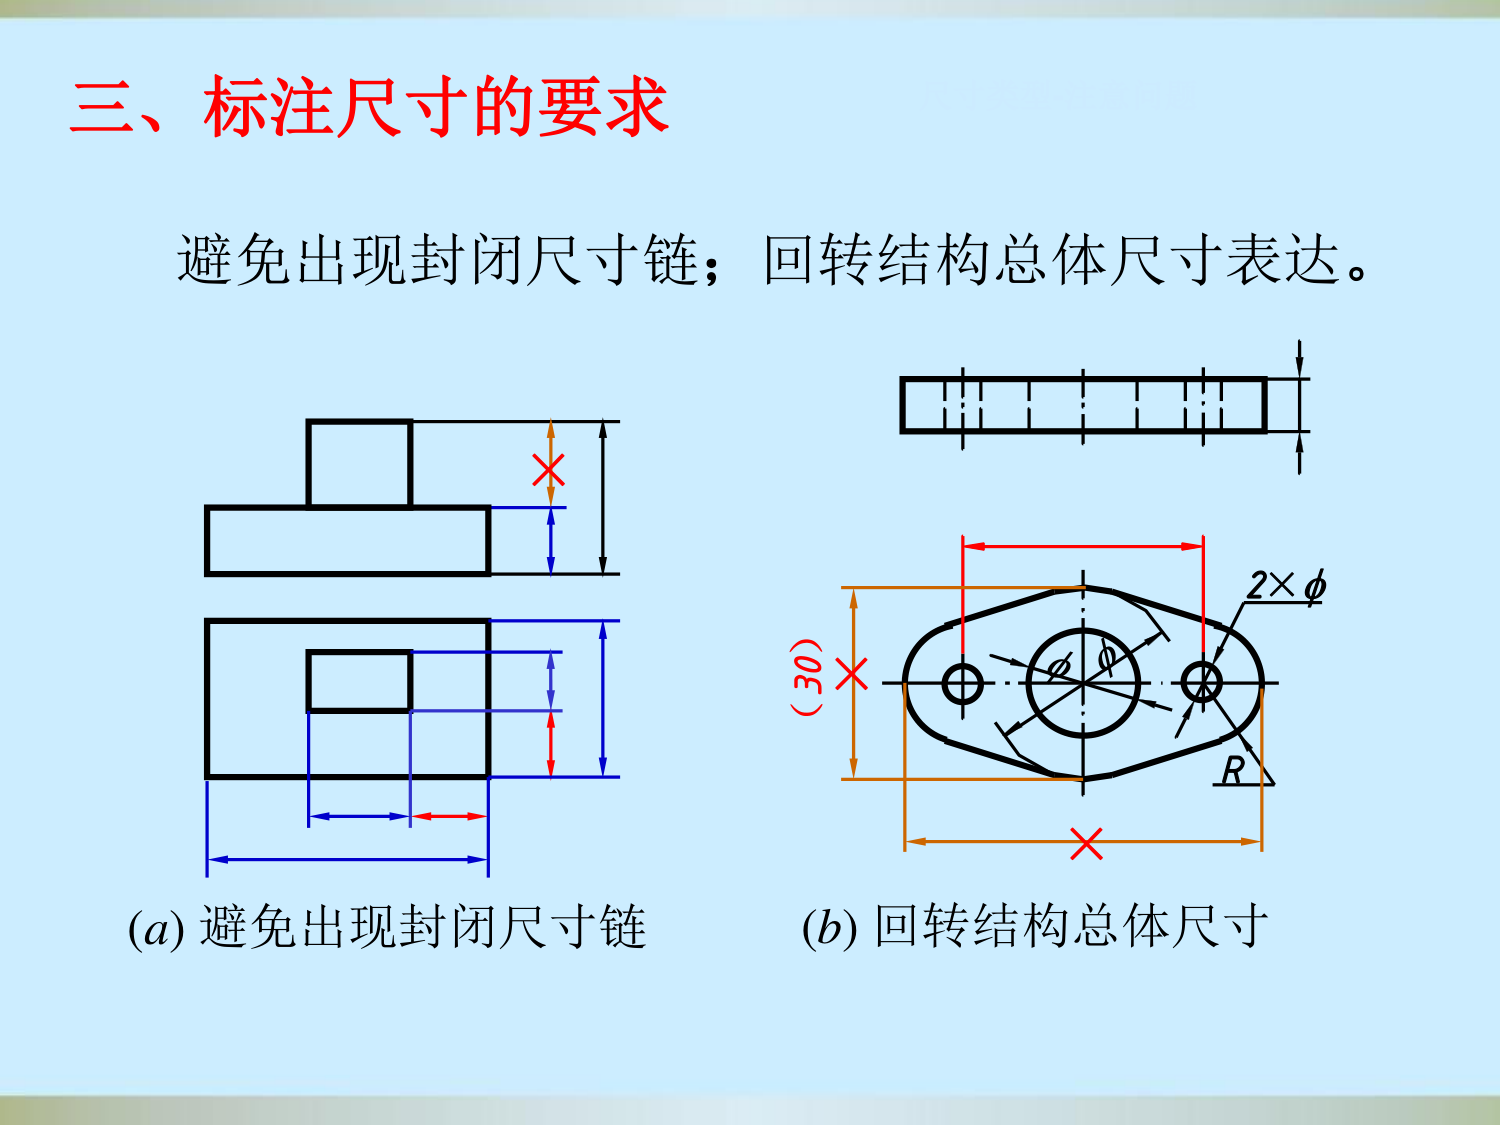 三、标注尺寸的要求
避免出现封闭尺寸链；回转结构总体尺寸表达。
2×ϕ
(30)
ϕ ϕ
R
(a) 避免出现封闭尺寸链
(b) 回转结构总体尺寸